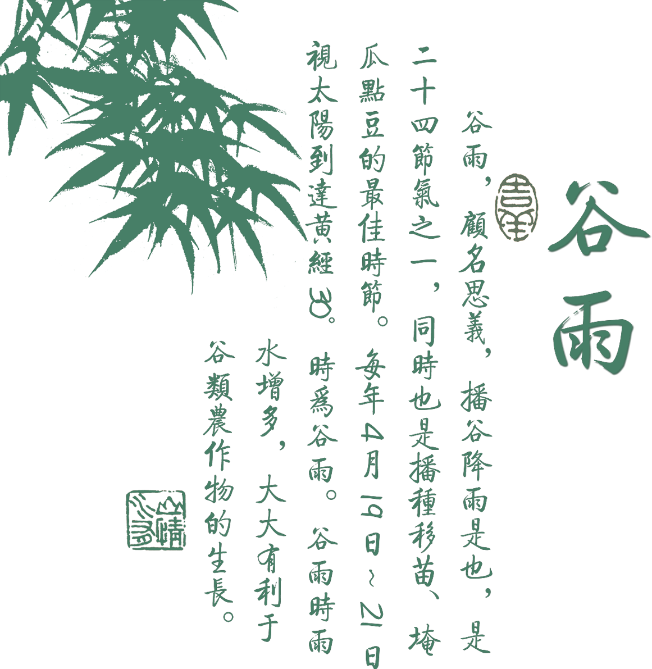 谷雨
谷雨，顧名思義，播谷降雨是也，是
二十四節氣之一，同時也是播種移苗、埯
瓜點豆的最佳時節。每年4月19日~21日
視太陽到達黃經30。時爲谷雨。谷雨時雨
水增多，大大有利于
谷類農作物的生長。